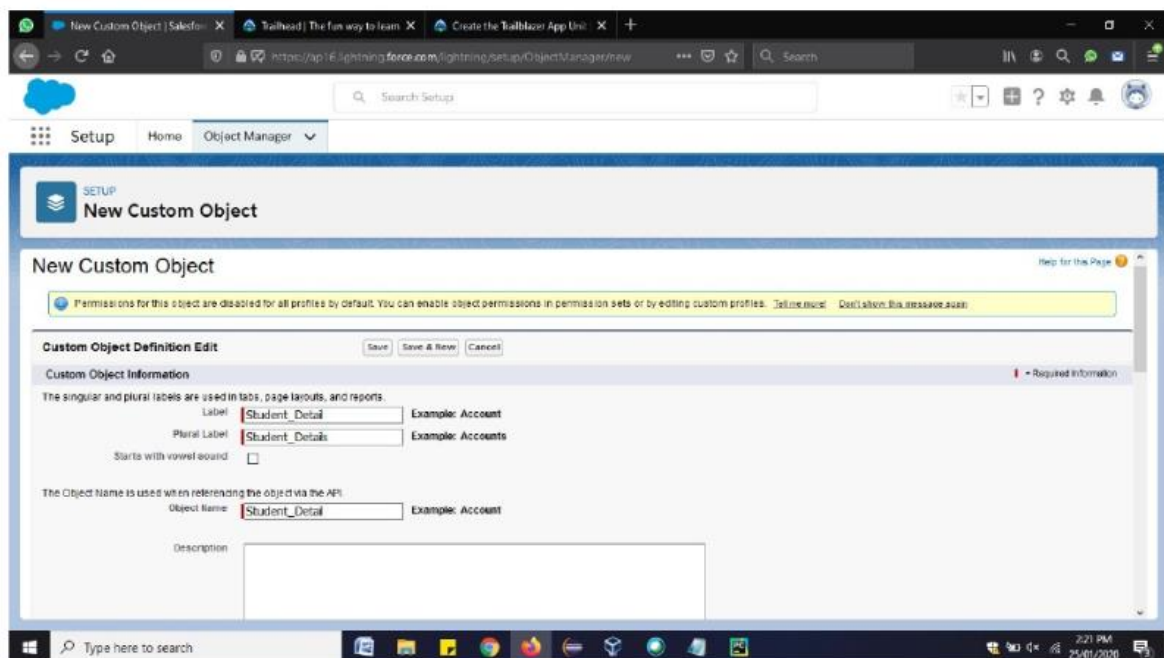 New Custom Object | Salesfor
Trailhead | The fun way to learn
Create the Trailblazer App Unit
https://ap16.lightning.force.com/lightning/setup/ObjectManager/new
Search
Search Setup
Setup
Home
Object Manager
SETUP
New Custom Object
New Custom Object
Help for this Page
Permissions for this object are disabled for all profiles by default. You can enable object permissions in permission sets or by editing custom profiles. Tell me more! Don't show this message again
Custom Object Definition Edit
Save
Save & New
Cancel
Custom Object Information
= Required Information
The singular and plural labels are used in tabs, page layouts, and reports.
Label Student_Detail Example: Account
Plural Label Student_Details Example: Accounts
Starts with vowel sound
The Object Name is used when referencing the object via the API.
Object Name Student_Detail Example: Account
Description
Type here to search
2:21 PM
25/01/2020